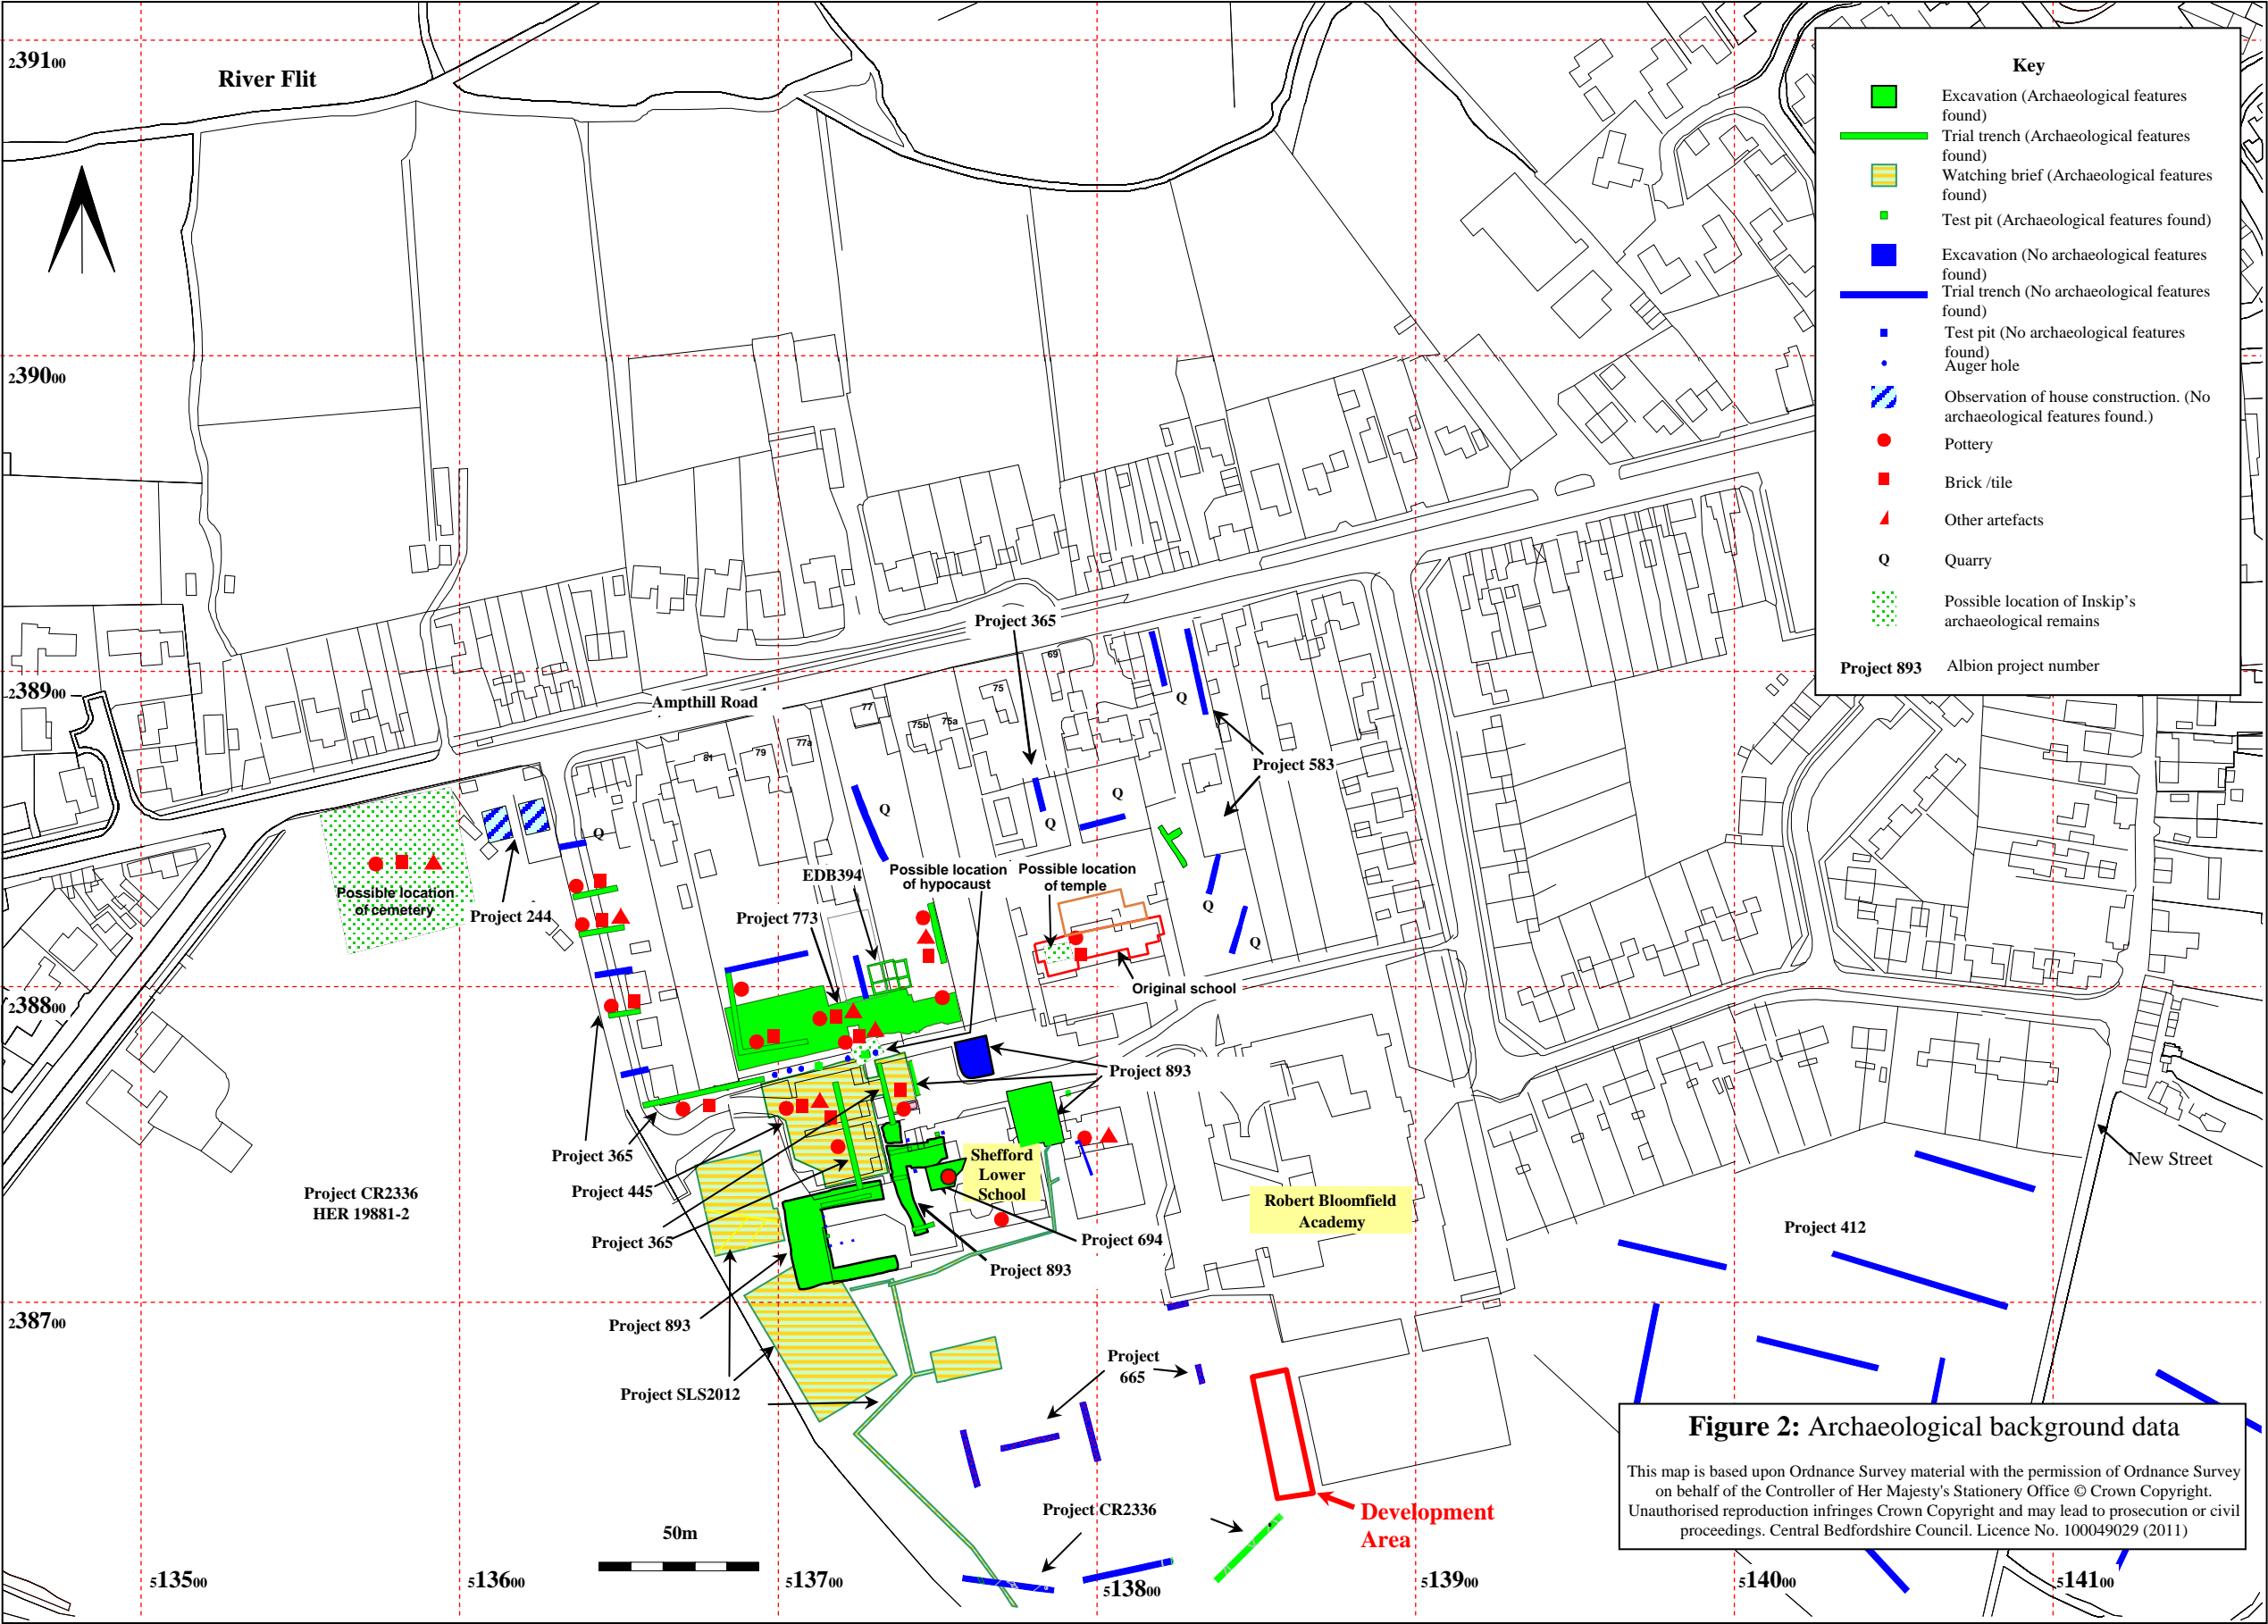 River Flit
239100
239000
238900
238800
238700
Key
Excavation (Archaeological features
found)
Trial trench (Archaeological features
found)
Watching brief (Archaeological features
found)
Test pit (Archaeological features found)
Excavation (No archaeological features
found)
Trial trench (No archaeological features
found)
Test pit (No archaeological features
found)
Auger hole
Observation of house construction. (No
archaeological features found.)
Pottery
Brick /tile
Other artefacts
Q Quarry
Possible location of Inskip's
archaeological remains
Project 893 Albion project number
Project 365
69
75
Ampthill Road
77
75b
75a
77a
79
81
Q
Project 583
Q
Q
Q
Q
EDB394
Possible location
of hypocaust
Possible location
of temple
Possible location
of cemetery
Project 244
Project 773
Q
Q
Original school
Project 893
Project 365
Project 445
Shefford
Lower
School
New Street
Project CR2336
HER 19881-2
Robert Bloomfield
Academy
Project 412
Project 365
Project 694
Project 893
Project 893
Project
665
Project SLS2012
Project CR2336
Development
Area
50m
Figure 2: Archaeological background data
This map is based upon Ordnance Survey material with the permission of Ordnance Survey
on behalf of the Controller of Her Majesty's Stationery Office © Crown Copyright.
Unauthorised reproduction infringes Crown Copyright and may lead to prosecution or civil
proceedings. Central Bedfordshire Council. Licence No. 100049029 (2011)
513500
513600
513700
513800
513900
514000
514100